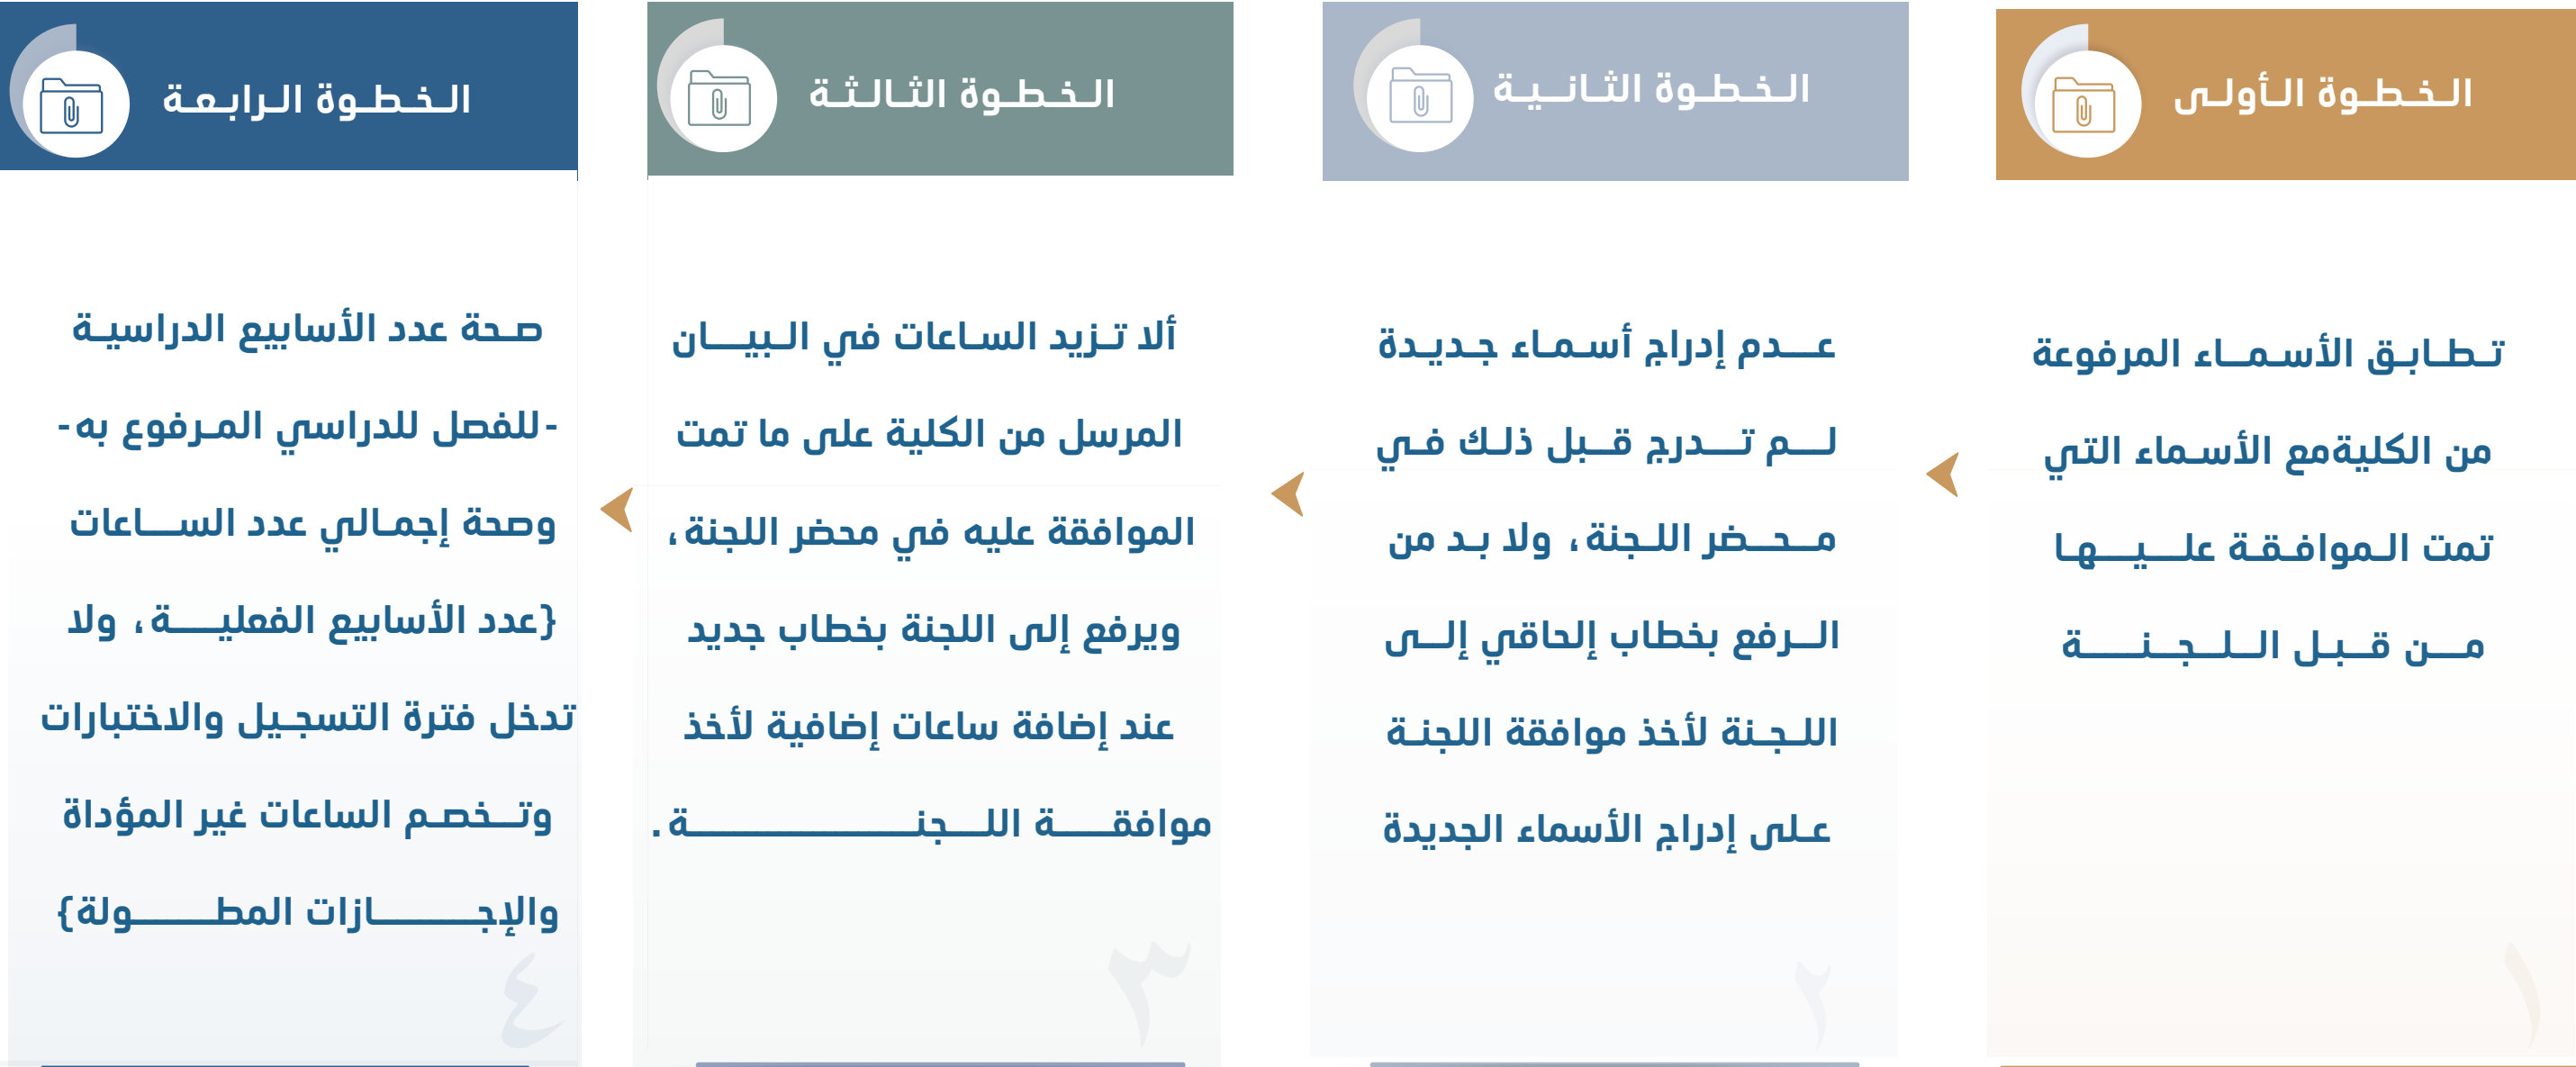 الخطوة الأولى
تطابق الأسماء المرفوعة
من الكليةمع الأسماء التي
تمت الموافقة عليها
من قبل اللجنة
١
الخطوة الثانية
عدم إدراج أسماء جديدة
لم تدرج قبل ذلك في
محضر اللجنة، ولا بد من
الرفع بخطاب إلحاقي إلى
اللجنة لأخذ موافقة اللجنة
على إدراج الأسماء الجديدة
٢
الخطوة الثالثة
ألا تزيد الساعات في البيان
المرسل من الكلية على ما تمت
الموافقة عليه في محضر اللجنة،
ويرفع إلى اللجنة بخطاب جديد
عند إضافة ساعات إضافية لأخذ
موافقة اللجنة.
٣
الخطوة الرابعة
صحة عدد الأسابيع الدراسية
-للفصل للدراسي المرفوع به-
وصحة إجمالي عدد الساعات
{عدد الأسابيع الفعلية، ولا
تدخل فترة التسجيل والاختبارات
وتخصم الساعات غير المؤداة
والإجازات المطولة}
٤